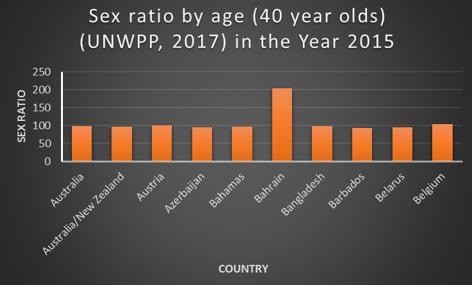 Sex ratio by age (40 year olds)
(UNWPP, 2017) in the Year 2015
SEX RATIO
250
200
150
100
50
0
Australia
Australia/New Zealand
Austria
Azerbaijan
Bahamas
Bahrain
Bangladesh
Barbados
Belarus
Belgium
COUNTRY